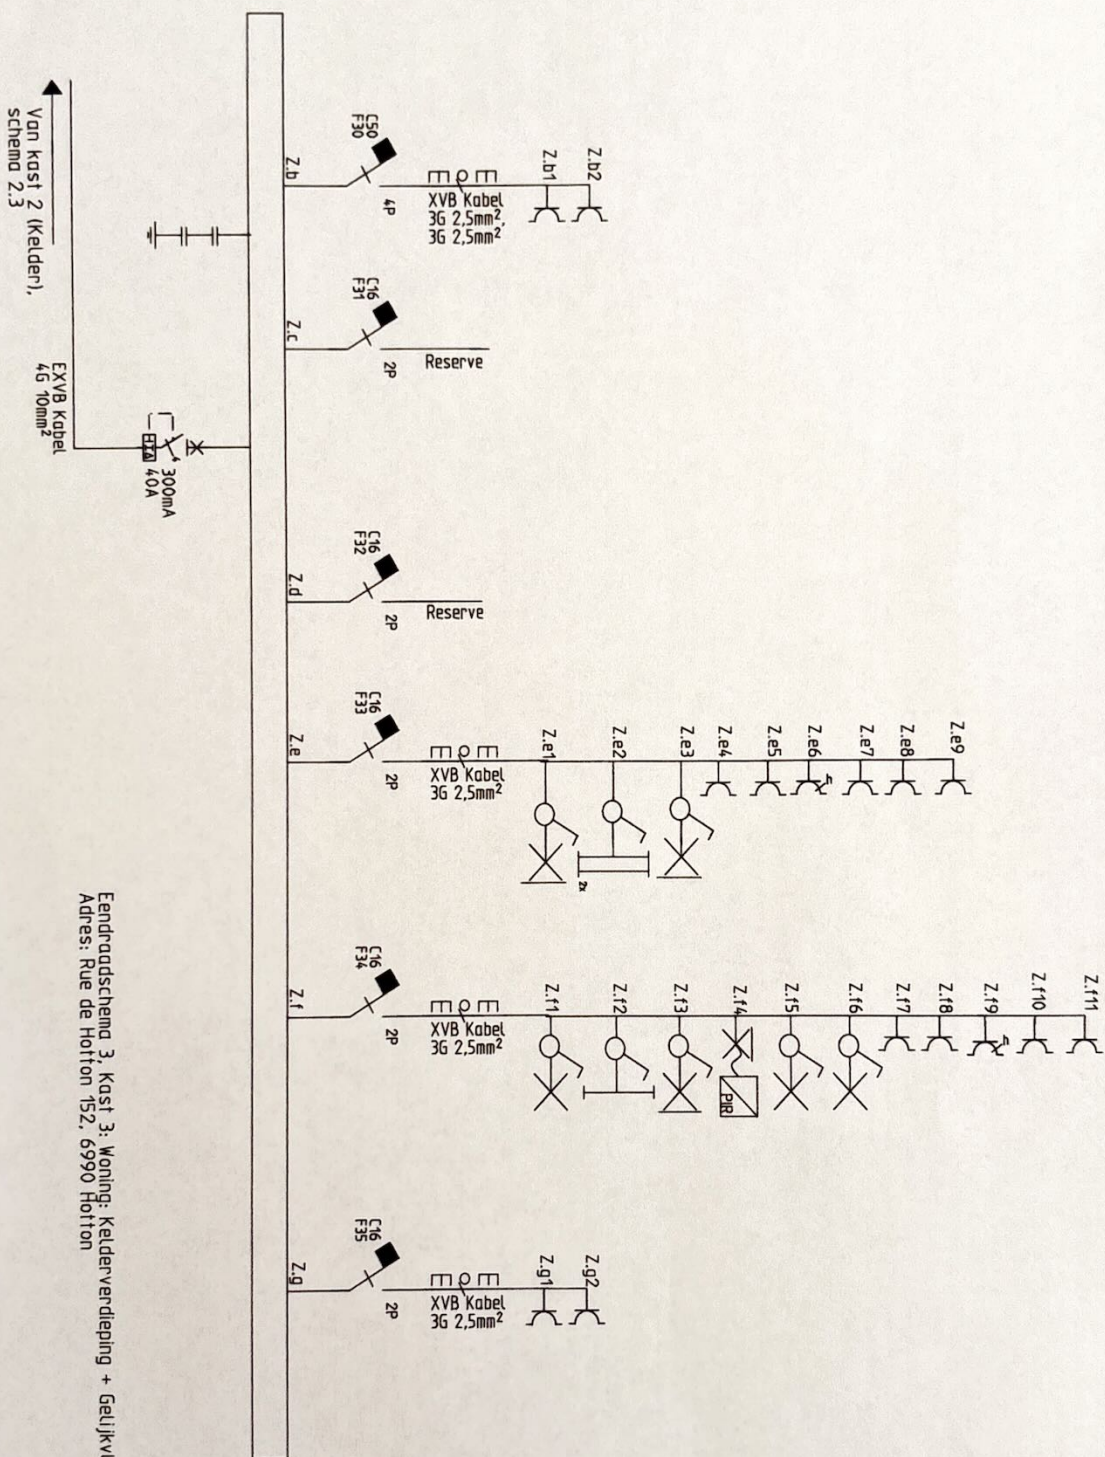 Z.b
C50
F30
4P
XVB Kabel
3G 2,5mm²,
3G 2,5mm²
Z.b1
Z.b2
Z.c
C16
F31
2P
Reserve
Van kast 2 (Kelder),
schema 2.3
EXVB Kabel
4G 10mm²
300mA
40A
Z.d
C16
F32
2P
Reserve
Z.e
C16
F33
2P
XVB Kabel
3G 2,5mm²
Z.e1
Z.e2
Z.e3
Z.e4
Z.e5
Z.e6
Z.e7
Z.e8
Z.e9
2x
Z.f
C16
F34
2P
XVB Kabel
3G 2,5mm²
Z.f1
Z.f2
Z.f3
Z.f4
Z.f5
Z.f6
Z.f7
Z.f8
Z.f9
Z.f10
Z.f11
PIR
Z.g
C16
F35
2P
XVB Kabel
3G 2,5mm²
Z.g1
Z.g2
Eendraadschema 3, Kast 3: Woning: Kelderverdieping +
Adres: Rue de Hotton 152, 6990 Hotton